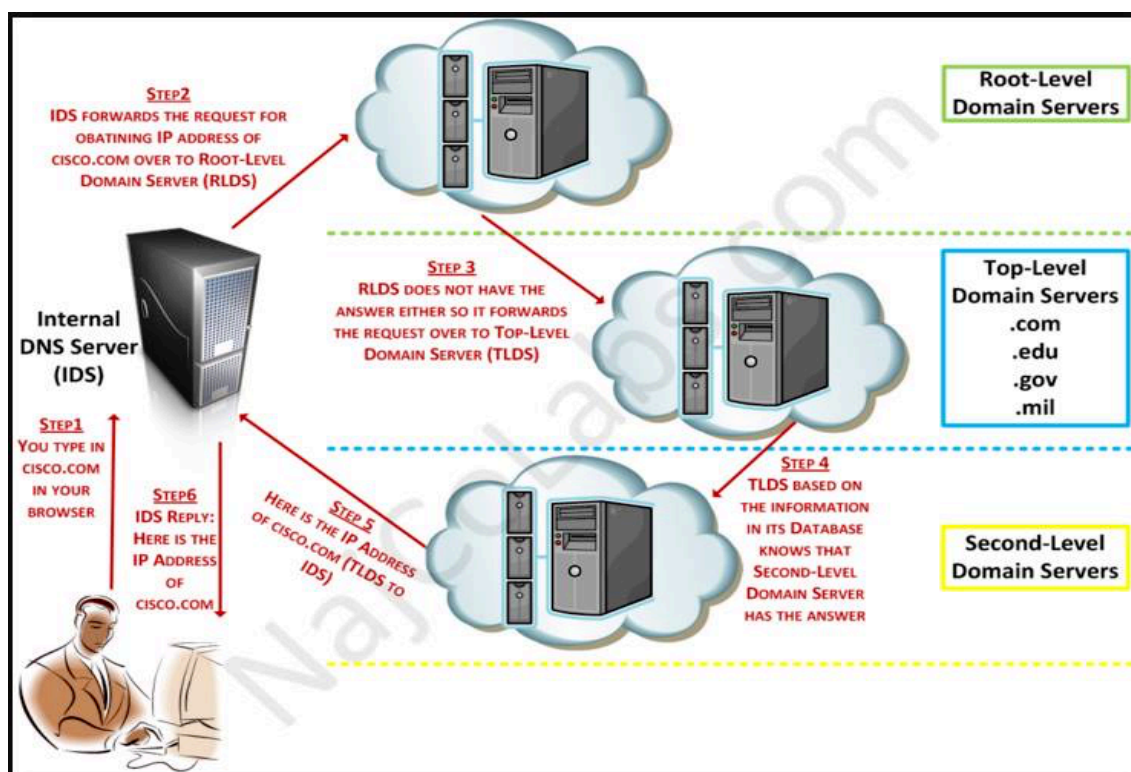 STEP2
IDS FORWARDS THE REQUEST FOR
OBATINING IP ADDRESS OF
CISCO.COM OVER TO ROOT-LEVEL
DOMAIN SERVER (RLDS)
Root-Level
Domain Servers
STEP 3
RLDS DOES NOT HAVE THE
ANSWER EITHER SO IT FORWARDS
THE REQUEST OVER TO TOP-LEVEL
DOMAIN SERVER (TLDS)
Top-Level
Domain Servers
.com
.edu
.gov
.mil
Internal
DNS Server
(IDS)
STEP1
YOU TYPE IN
CISCO.COM
IN YOUR
BROWSER
STEP6
IDS REPLY:
HERE IS THE
IP ADDRESS
OF
CISCO.COM
STEP 5
HERE IS THE IP ADDRESS
OF CISCO.COM (TLDS TO
IDS)
STEP 4
TLDS BASED ON
THE INFORMATION
IN ITS DATABASE
KNOWS THAT
SECOND-LEVEL
DOMAIN SERVER
HAS THE ANSWER
Second-Level
Domain Servers
NajcoLabs.com